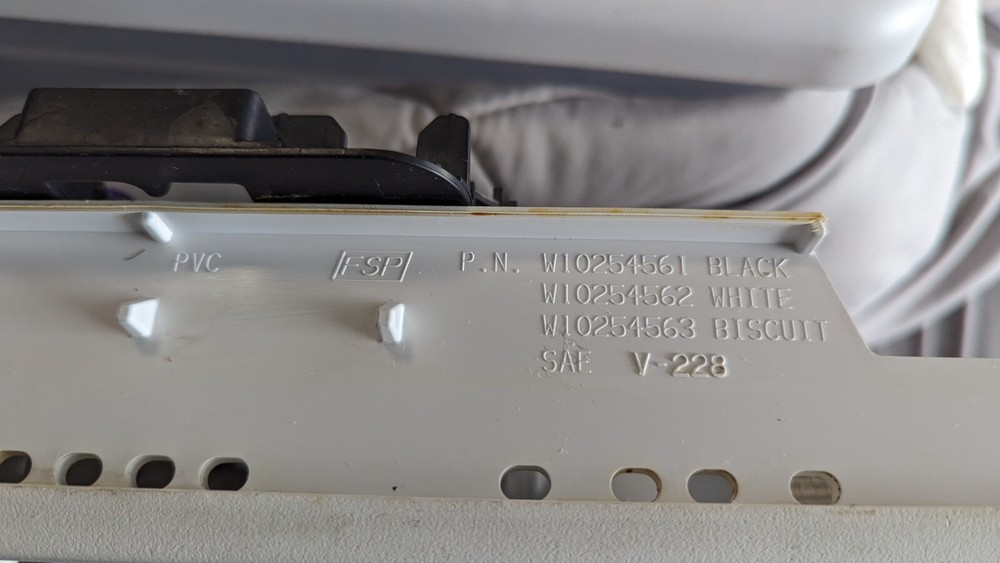 PVC FSP P.N. W10254561 BLACK
W10254562 WHITE
W10254563 BISCUIT
SAE V-228